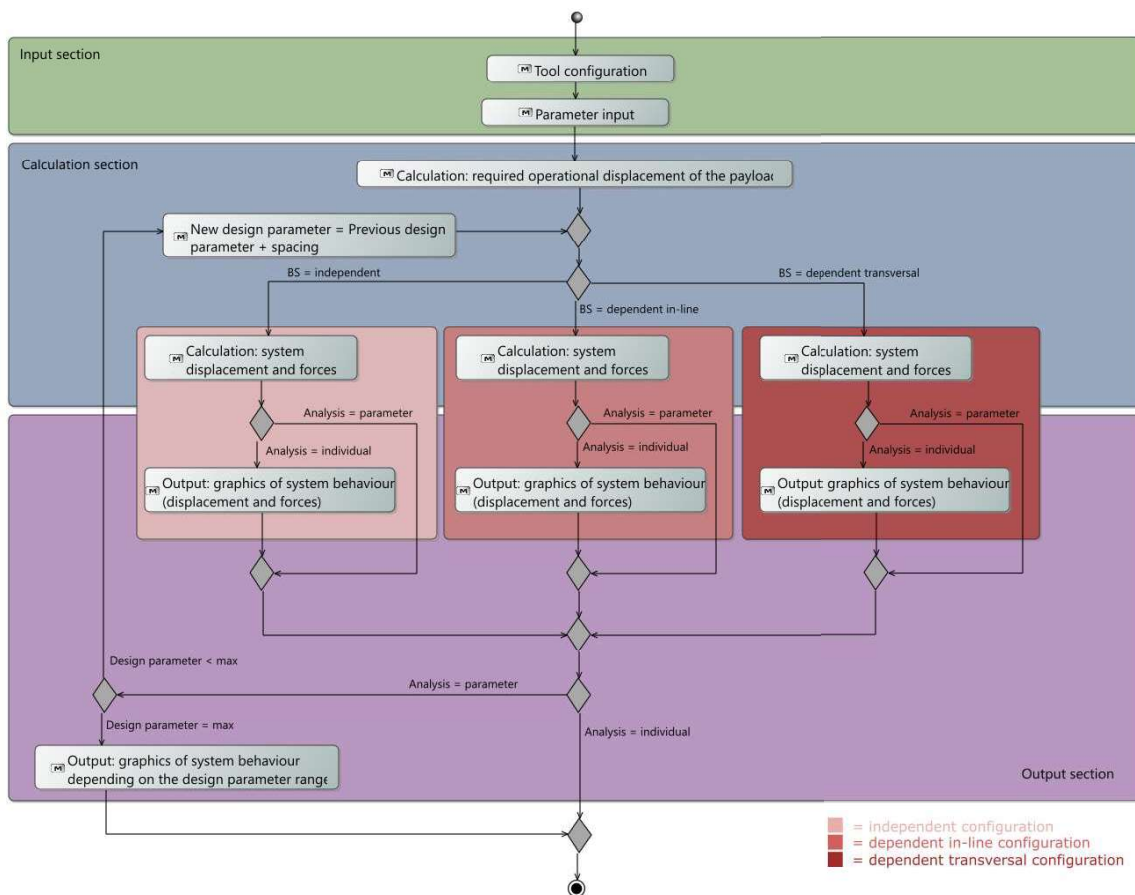 Input section
Tool configuration
Parameter input
Calculation section
Calculation: required operational displacement of the payload
New design parameter = Previous design
parameter + spacing
BS = independent
BS = dependent transversal
BS = dependent in-line
Calculation: system
displacement and forces
Calculation: system
displacement and forces
Calculation: system
displacement and forces
Analysis = parameter
Analysis = parameter
Analysis = parameter
Analysis = individual
Analysis = individual
Analysis = individual
Output: graphics of system behaviour
(displacement and forces)
Output: graphics of system behaviour
(displacement and forces)
Output: graphics of system behaviour
(displacement and forces)
Design parameter < max
Analysis = parameter
Design parameter = max
Analysis = individual
Output: graphics of system behaviour
depending on the design parameter range
Output section
= independent configuration
= dependent in-line configuration
= dependent transversal configuration